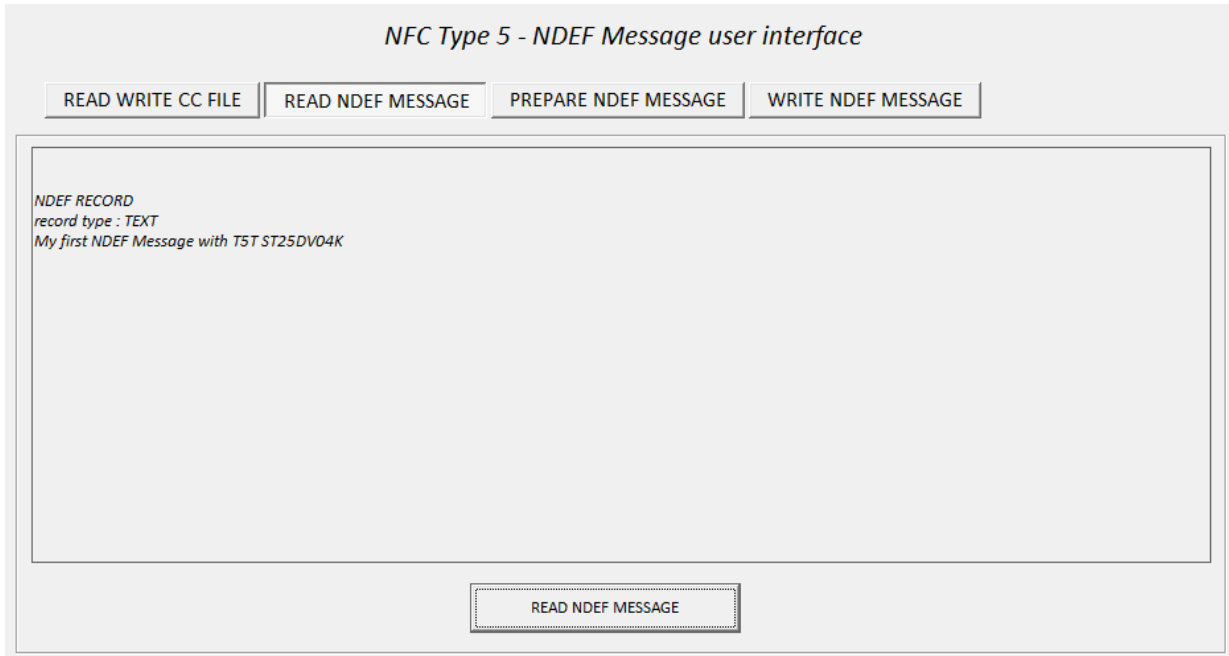 NFC Type 5 - NDEF Message user interface
READ WRITE CC FILE
READ NDEF MESSAGE
PREPARE NDEF MESSAGE
WRITE NDEF MESSAGE
NDEF RECORD
record type : TEXT
My first NDEF Message with T5T ST25DV04K
READ NDEF MESSAGE